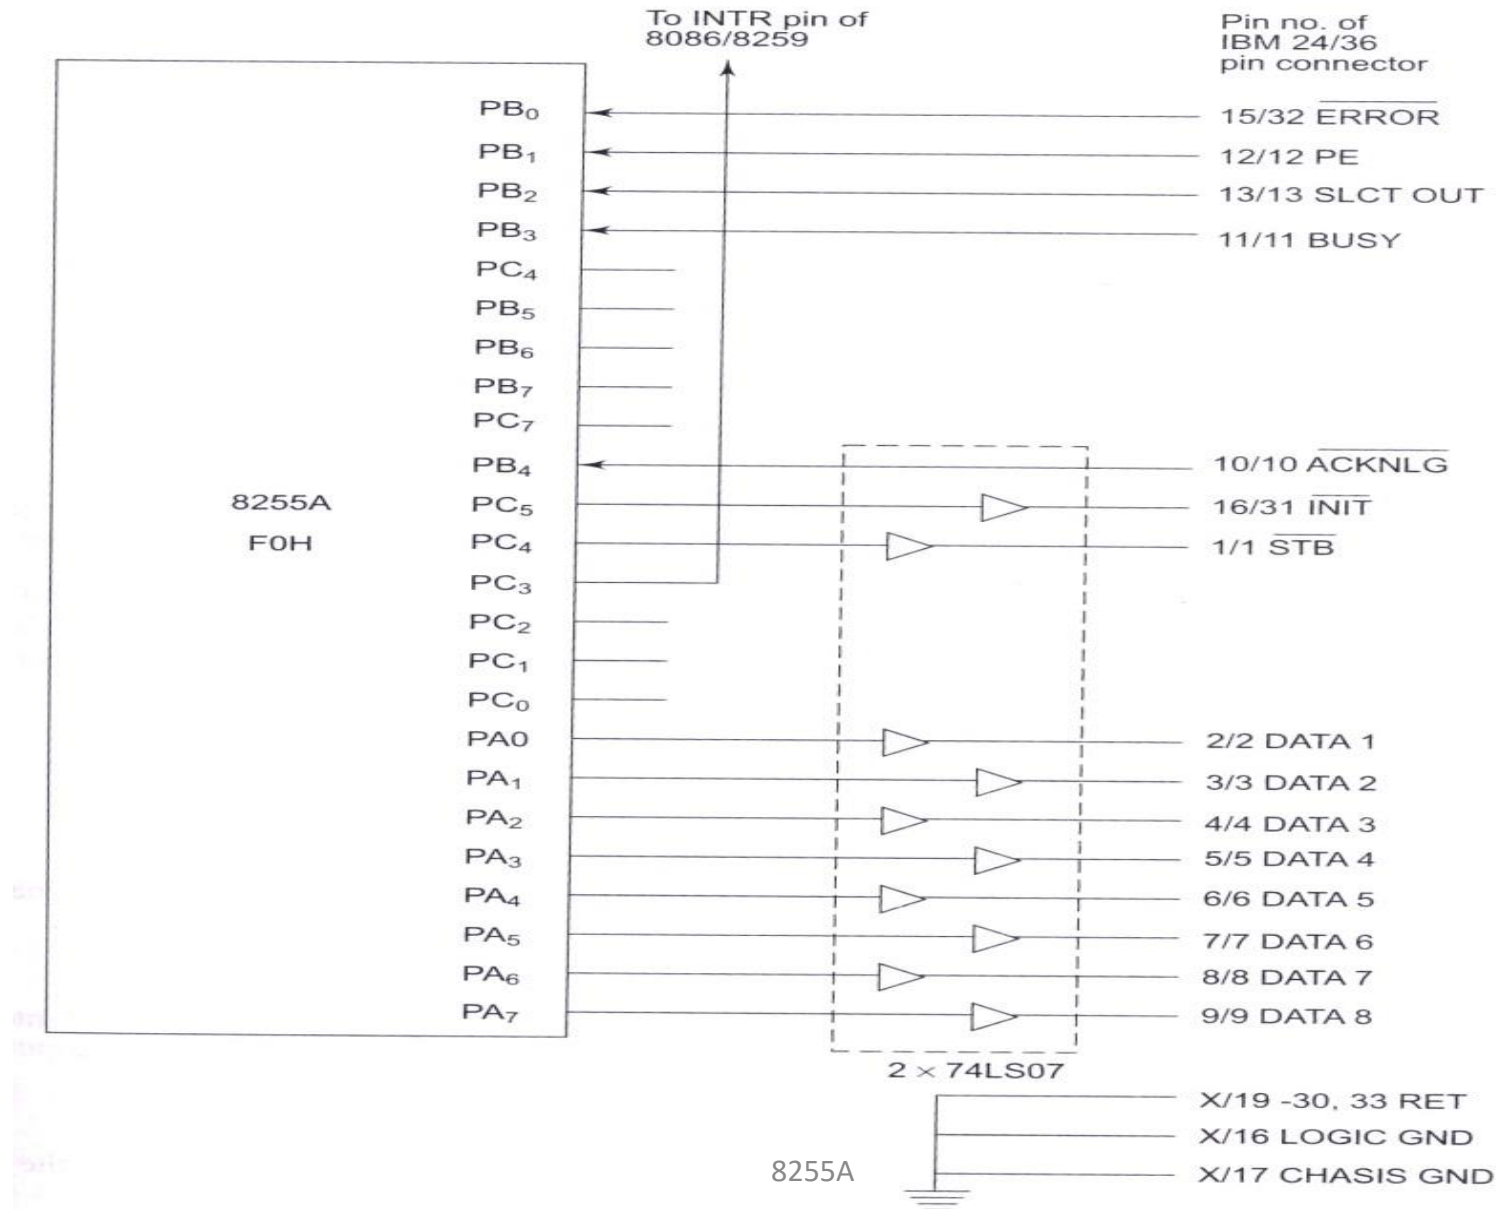 To INTR pin of
8086/8259
Pin no. of
IBM 24/36
pin connector
PB0 15/32 ERROR
PB1 12/12 PE
PB2 13/13 SLCT OUT
PB3 11/11 BUSY
PC4
PB5
PB6
PB7
PC7
PB4 10/10 ACKNLG
8255A PC5 16/31 INIT
F0H PC4 1/1 STB
PC3
PC2
PC1
PC0
PA0 2/2 DATA 1
PA1 3/3 DATA 2
PA2 4/4 DATA 3
PA3 5/5 DATA 4
PA4 6/6 DATA 5
PA5 7/7 DATA 6
PA6 8/8 DATA 7
PA7 9/9 DATA 8
2 × 74LS07
X/19 -30, 33 RET
X/16 LOGIC GND
8255A
X/17 CHASIS GND